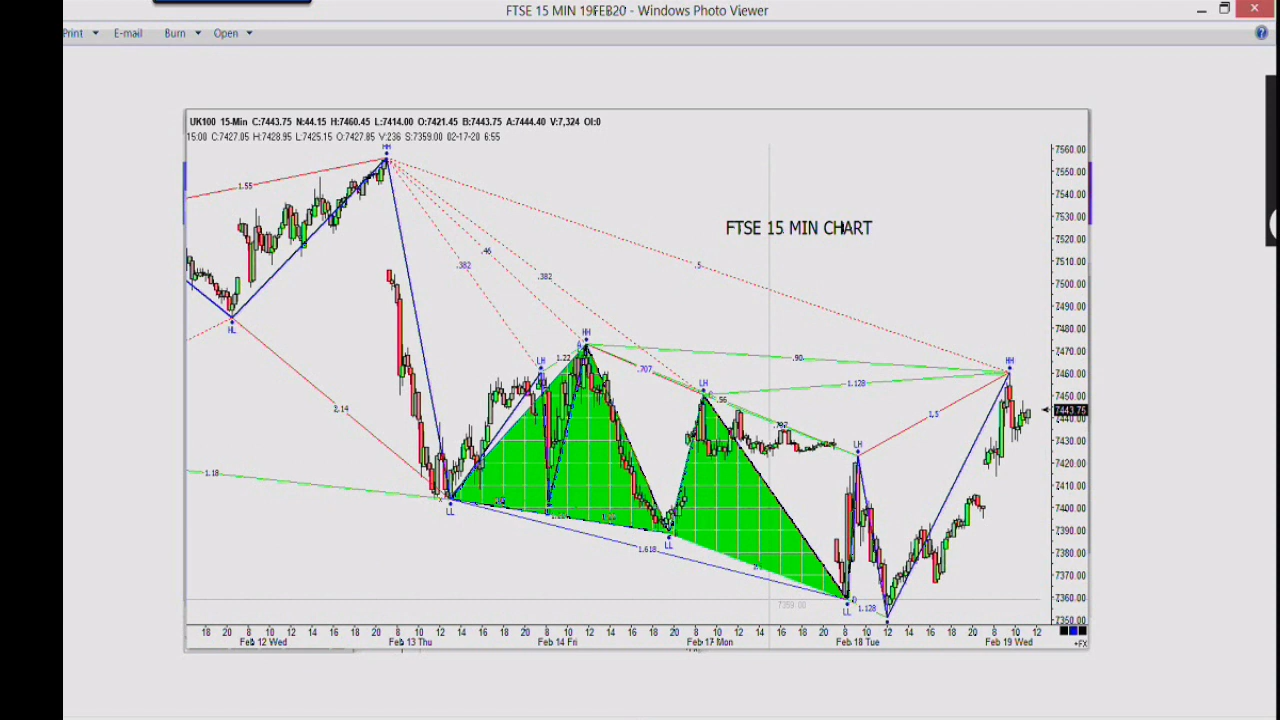 FTSE 15 MIN 19FEB20 - Windows Photo Viewer
Print E-mail Burn Open
UK100 15-Min C:7443.75 N:44.15 H:7460.45 L:7414.00 O:7421.45 B:7443.75 A:7444.40 V:7,324 OI:0
15:00 C:7427.05 H:7428.95 L:7425.15 O:7427.85 V:236 S:7359.00 02-17-20 6:55
HH
7560.00
7550.00
1.55
7540.00
7530.00
FTSE 15 MIN CHART
7520.00
.46
7510.00
.382 .382 .5
7500.00
7490.00
HL
HH
7480.00
7470.00
LH 1.22 .90 HH
.707
7460.00
LH 1.128
7450.00
.56
7443.75
1.5
2.14
7440.00
7430.00
LH
7420.00
1.18
7410.00
LL
7400.00
7390.00
LL
1.618
7380.00
7370.00
7360.00
7359.00
LL 1.128
7350.00
18 20 8 10 12 14 16 18 20 8 10 12 14 16 18 20 8 10 12 14 16 18 20 8 10 12 14 16 20 8 10 12 14 16 18 20 8 10 12
Feb 12 Wed Feb 13 Thu Feb 14 Fri Feb 17 Mon Feb 18 Tue Feb 19 Wed
+FX